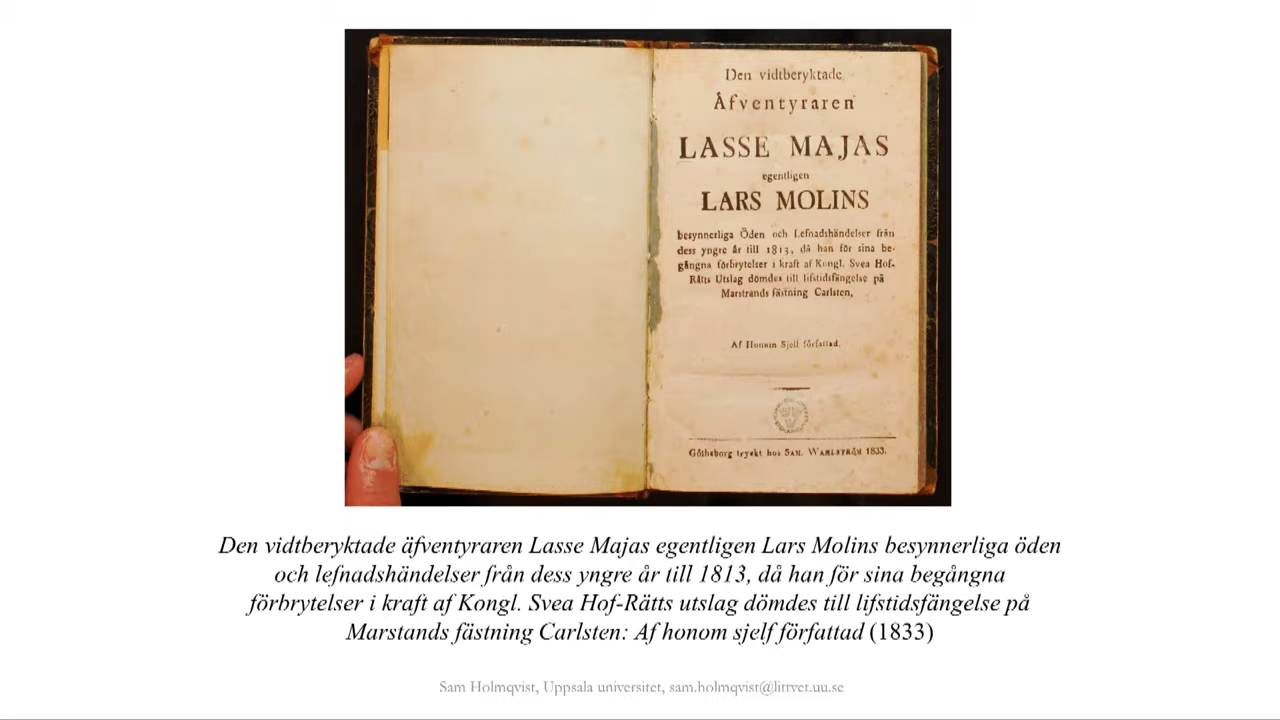 Den vidtberyktade
Äfventyraren
LASSE MAJAS
egentligen
LARS MOLINS
besynnerliga Öden och Lefnadshändelser från
dess yngre år till 1813, då han för sina be-
gångna förbrytelser i kraft af Kongl. Svea Hof-
Rätts Utslag dömdes till lifstidsfängelse på
Marstrands fästning Carlsten,
Af Honom Sjelf författad.
Götheborg tryckt hos SAM. WAHLSTRÖM 1833.
Den vidtberyktade äfventyraren Lasse Majas egentligen Lars Molins besynnerliga öden
och lefnadshändelser från dess yngre år till 1813, då han för sina begångna
förbrytelser i kraft af Kongl. Svea Hof-Rätts utslag dömdes till lifstidsfängelse på
Marstands fästning Carlsten: Af honom sjelf författad (1833)
Sam Holmqvist, Uppsala universitet, sam.holmqvist@littvet.uu.se